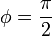 ϕ = π/2